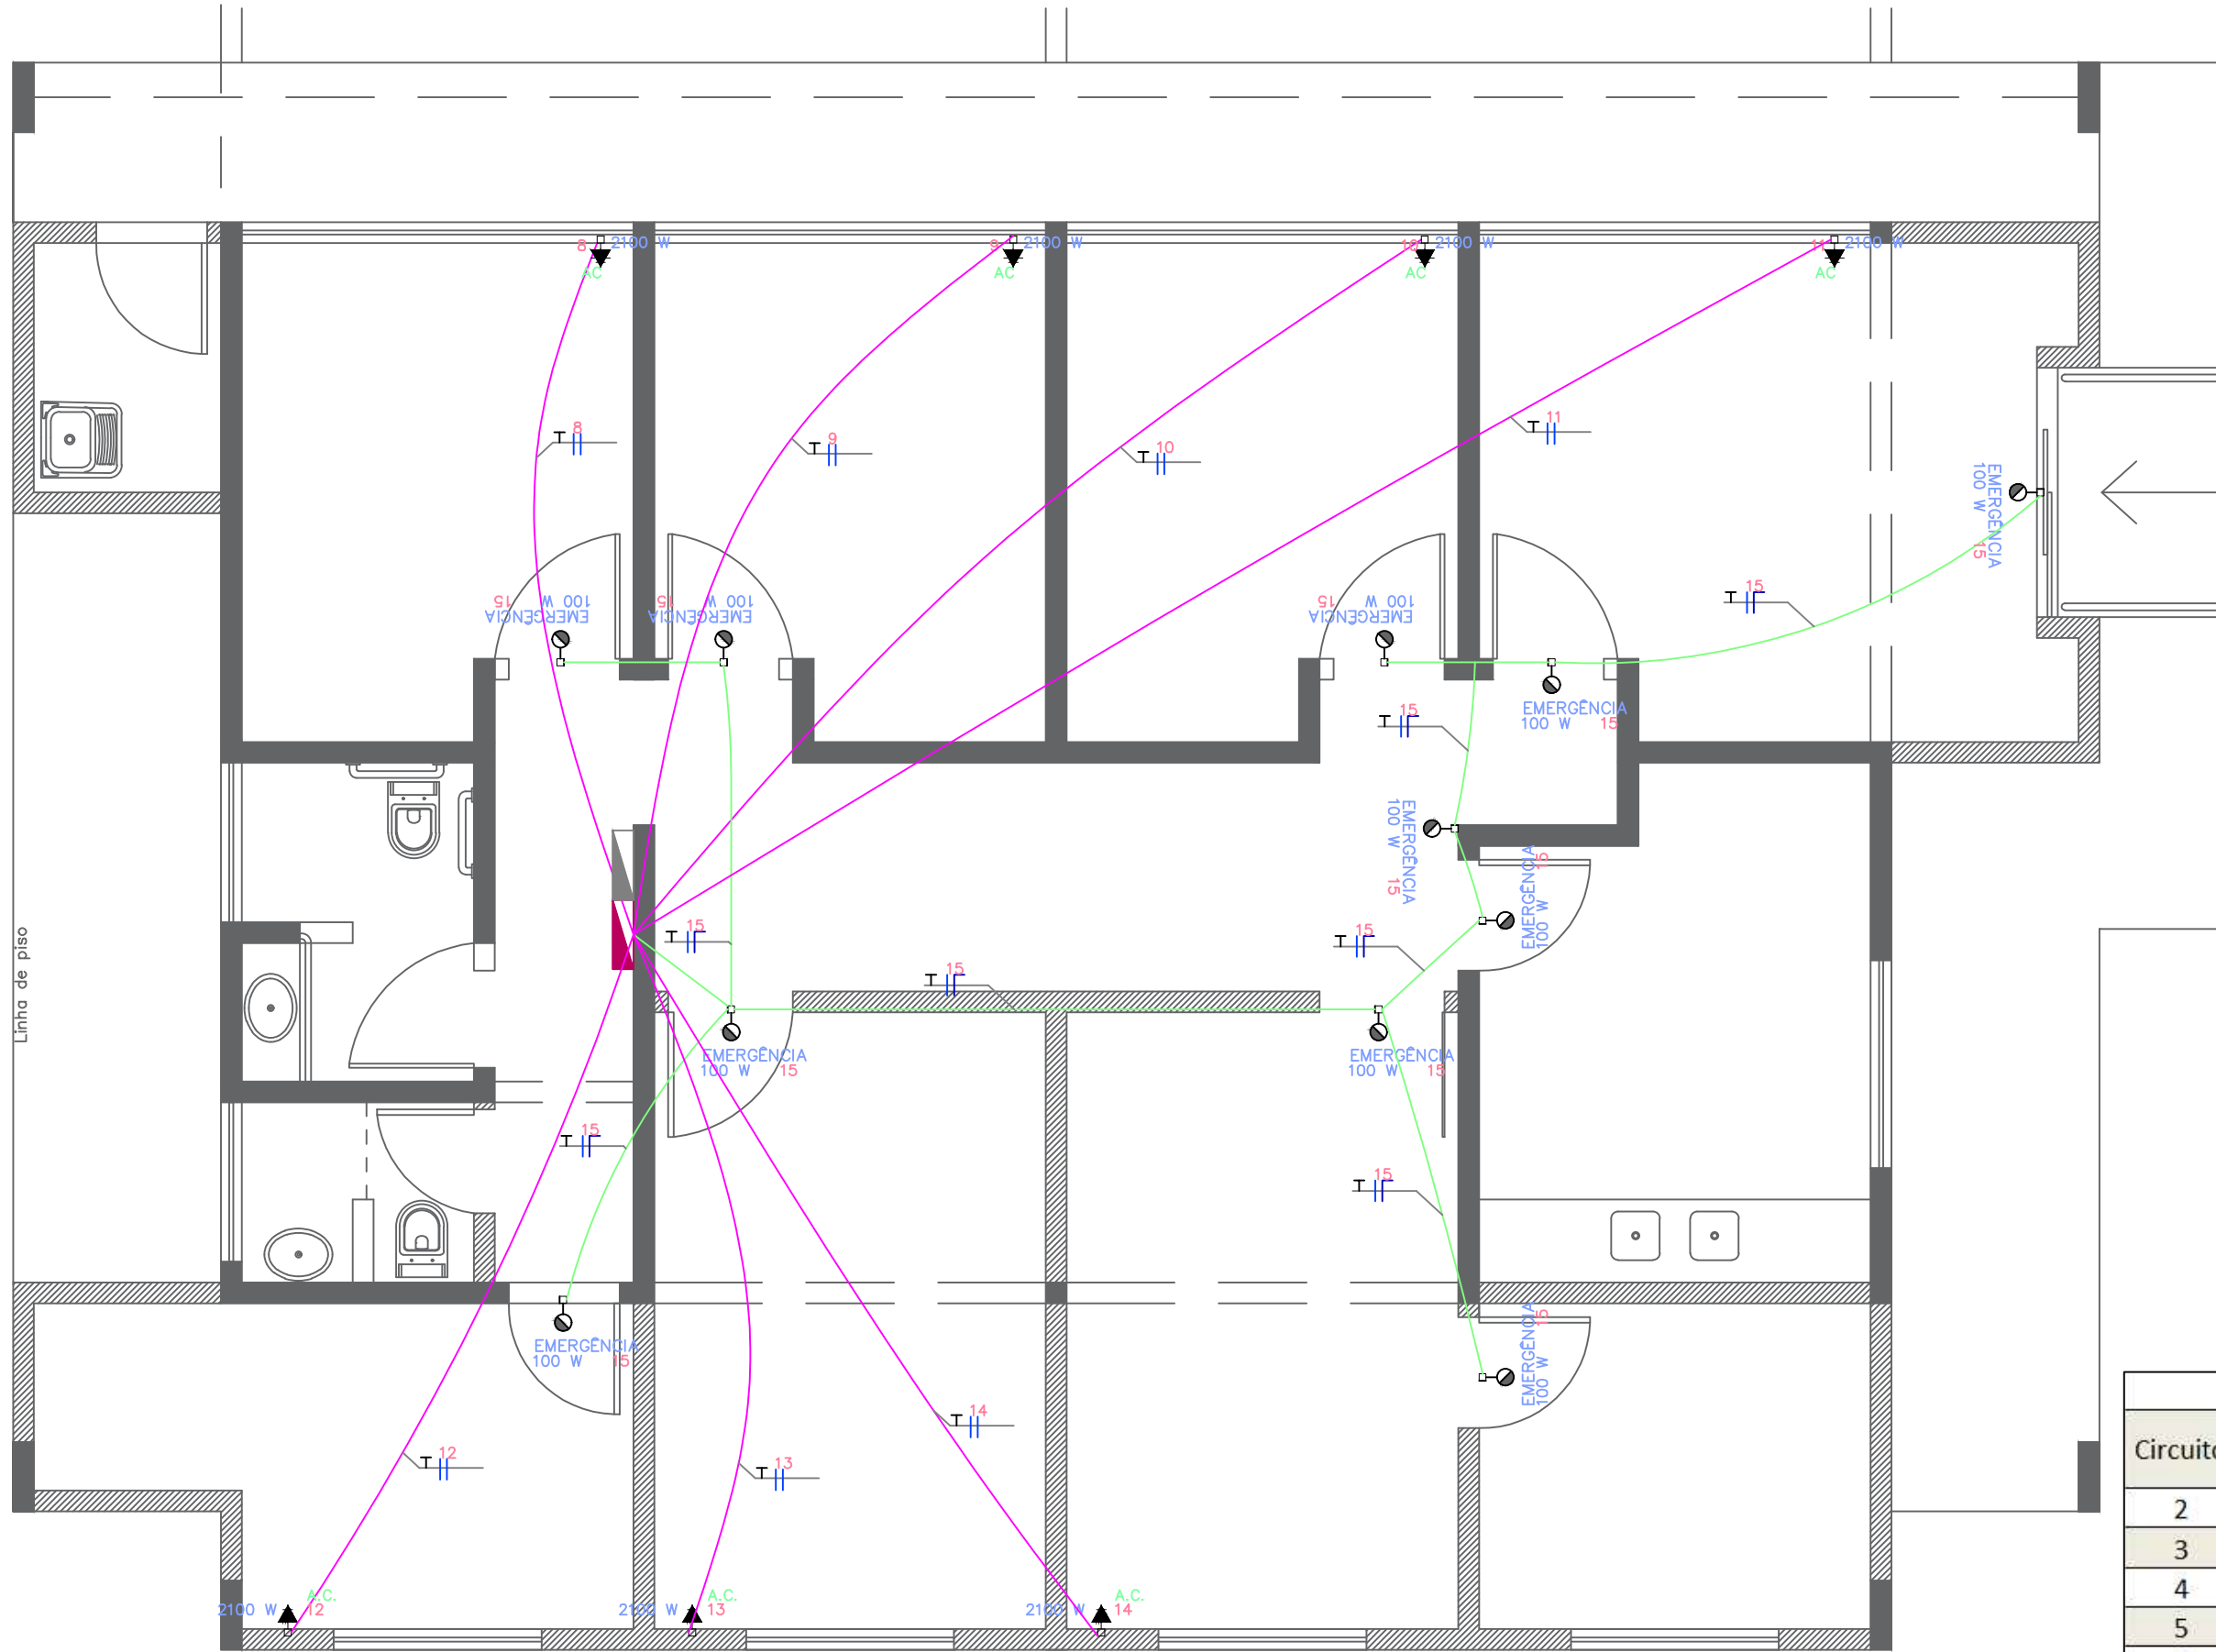 8 2100 W
AC
9 2100 W
AC
10 2100 W
AC
11 2100 W
AC
T 8
T 9
T 10
T 11
EMERGÊNCIA
100 W 15
T 15
EMERGÊNCIA
100 W 15
EMERGÊNCIA
100 W 15
EMERGÊNCIA
100 W 15
EMERGÊNCIA
100 W 15
T 15
EMERGÊNCIA
100 W 15
EMERGÊNCIA
100 W 15
Linha de piso
T 15
T 15
T 15
EMERGÊNCIA
100 W 15
EMERGÊNCIA
100 W 15
T 15
T 15
EMERGÊNCIA
100 W 15
EMERGÊNCIA
100 W 15
T 12
T 13
T 14
A.C.
2100 W 12
A.C.
2100 W 13
A.C.
2100 W 14
2
3
4
5